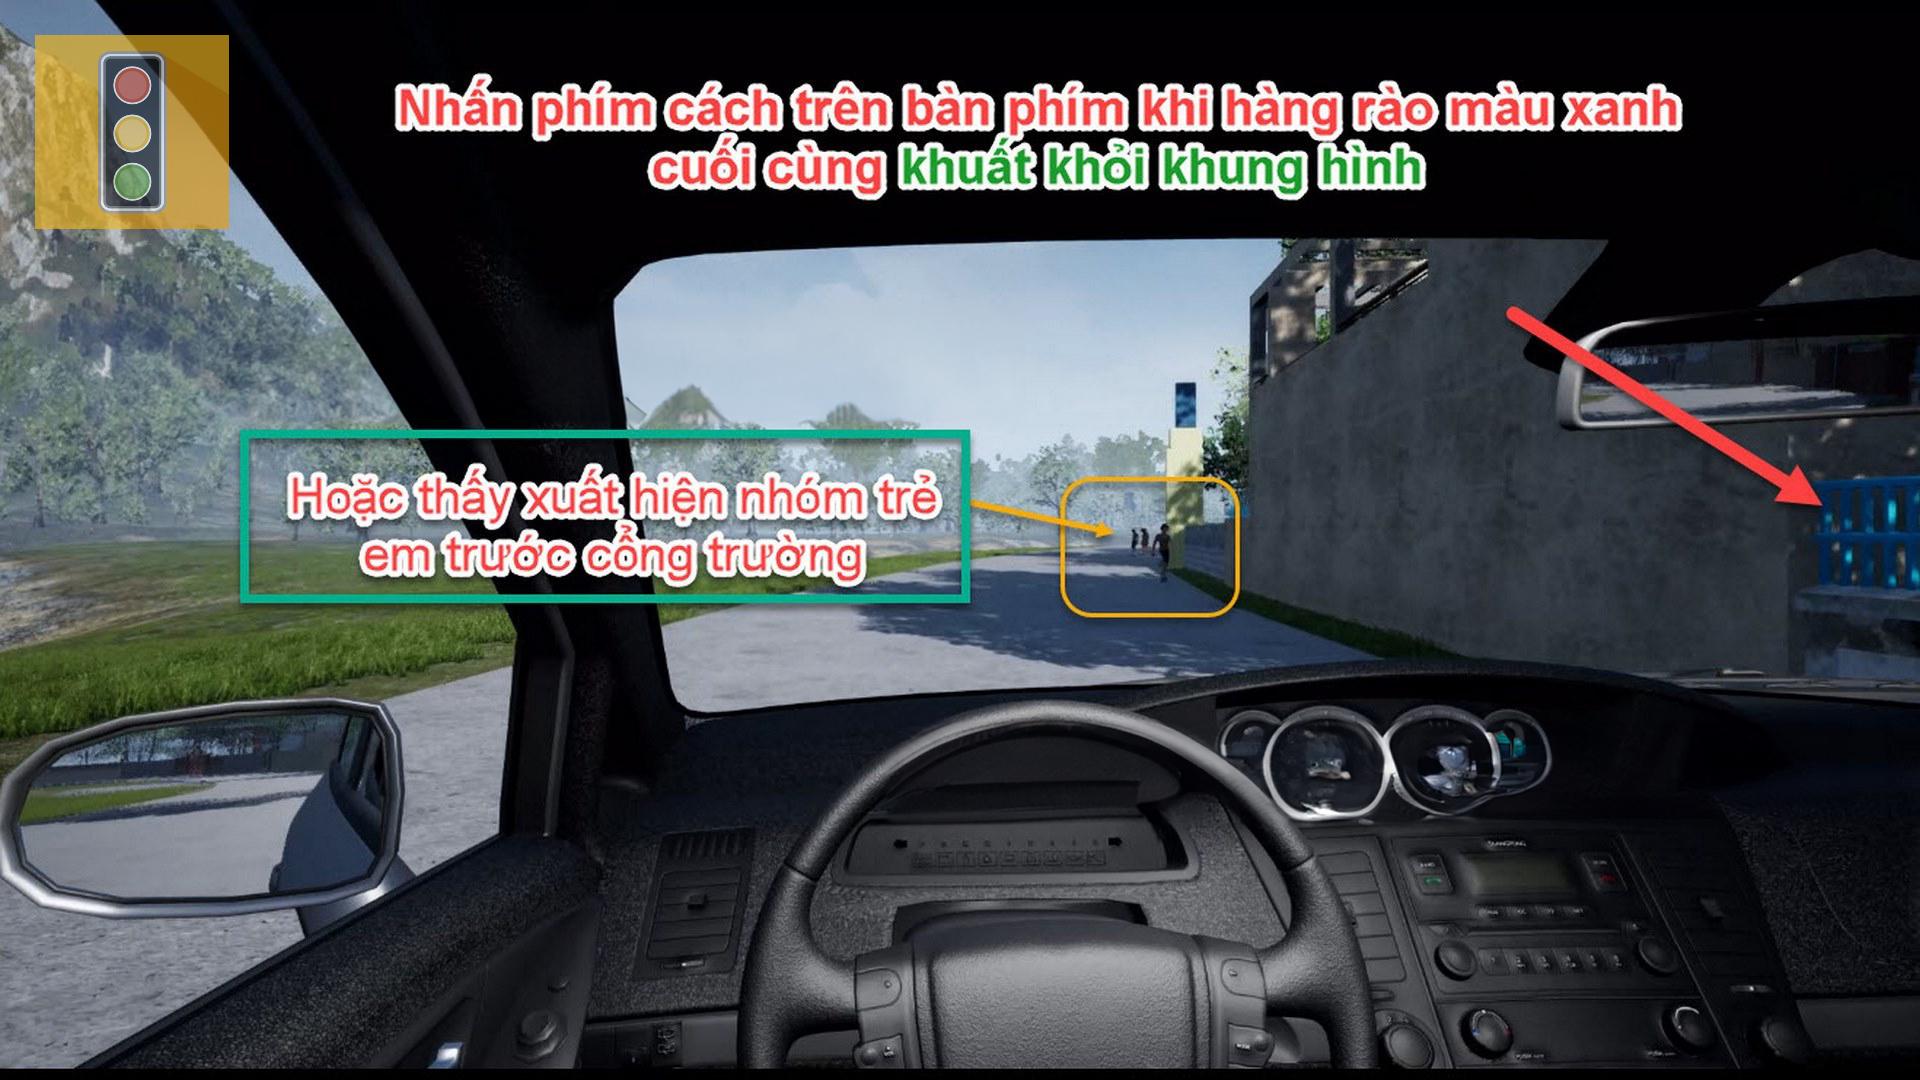 Nhấn phím cách trên bàn phím khi hàng rào màu xanh
cuối cùng khuất khỏi khung hình
Hoặc thấy xuất hiện nhóm trẻ
em trước cổng trường